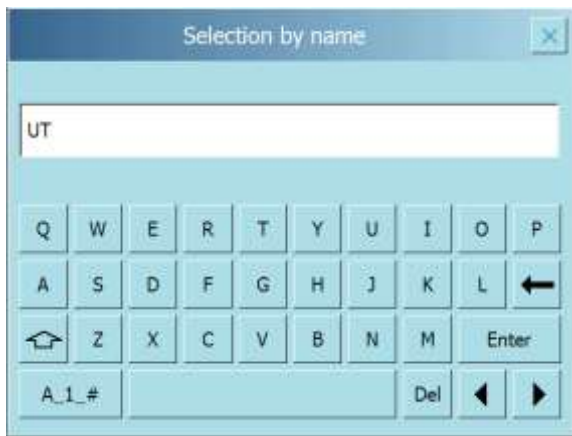 Selection by name
UT
Q W E R T Y U I O P
A S D F G H J K L
Z X C V B N M Enter
A_1_# Del